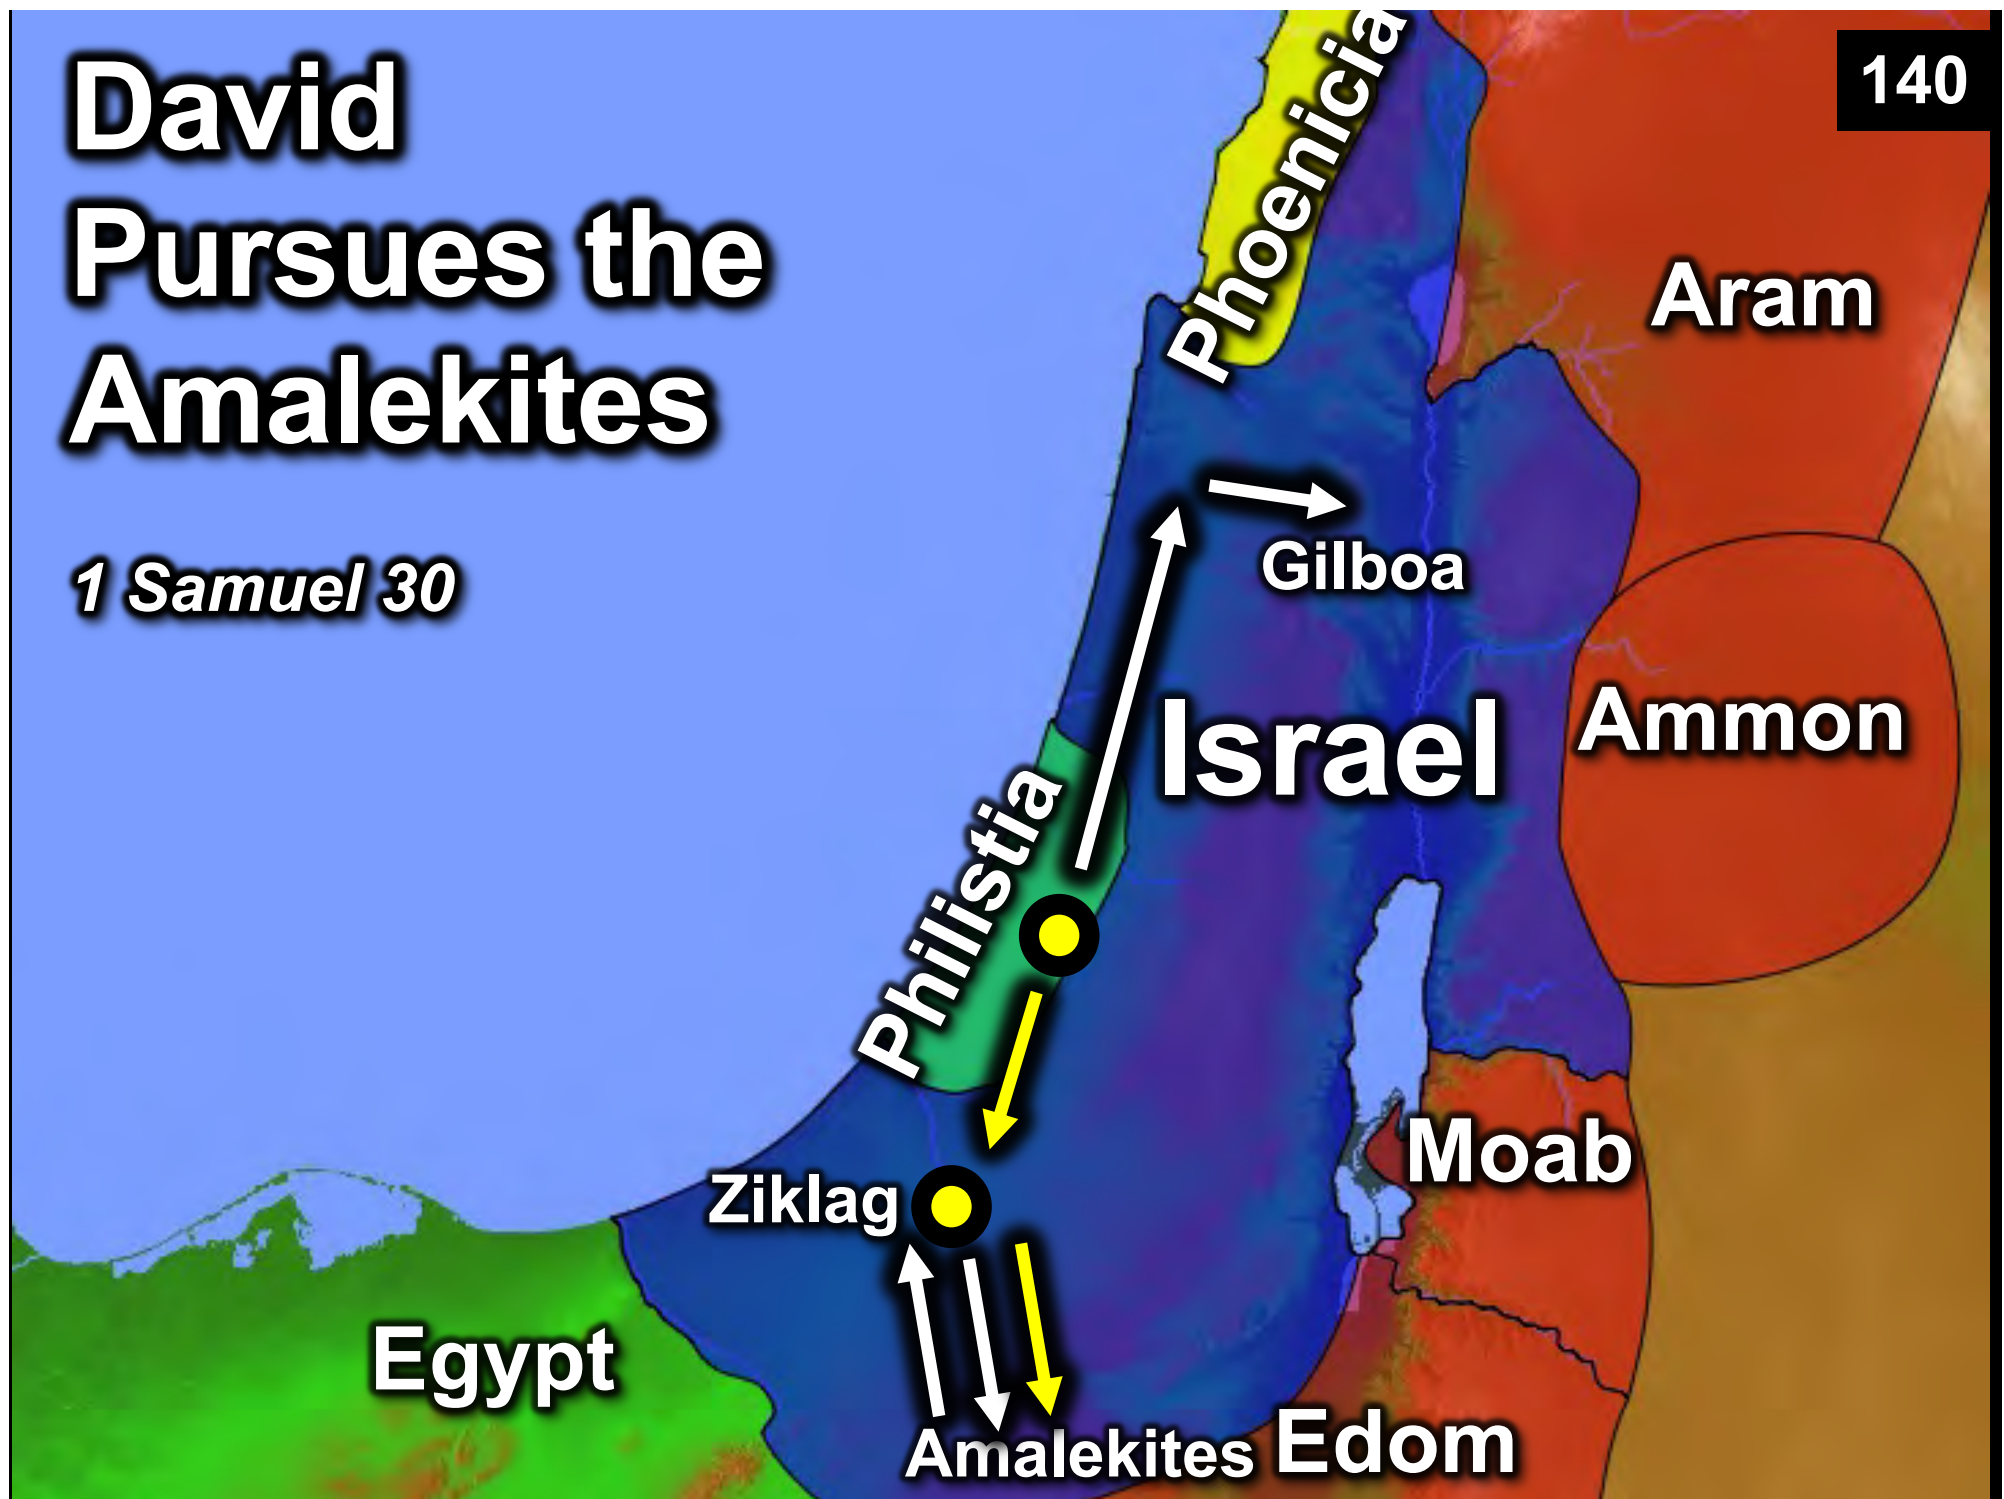 David
Pursues the
Amalekites
1 Samuel 30
140
Phoenicia
Aram
Gilboa
Israel
Ammon
Philistia
Moab
Ziklag
Egypt
Amalekites
Edom